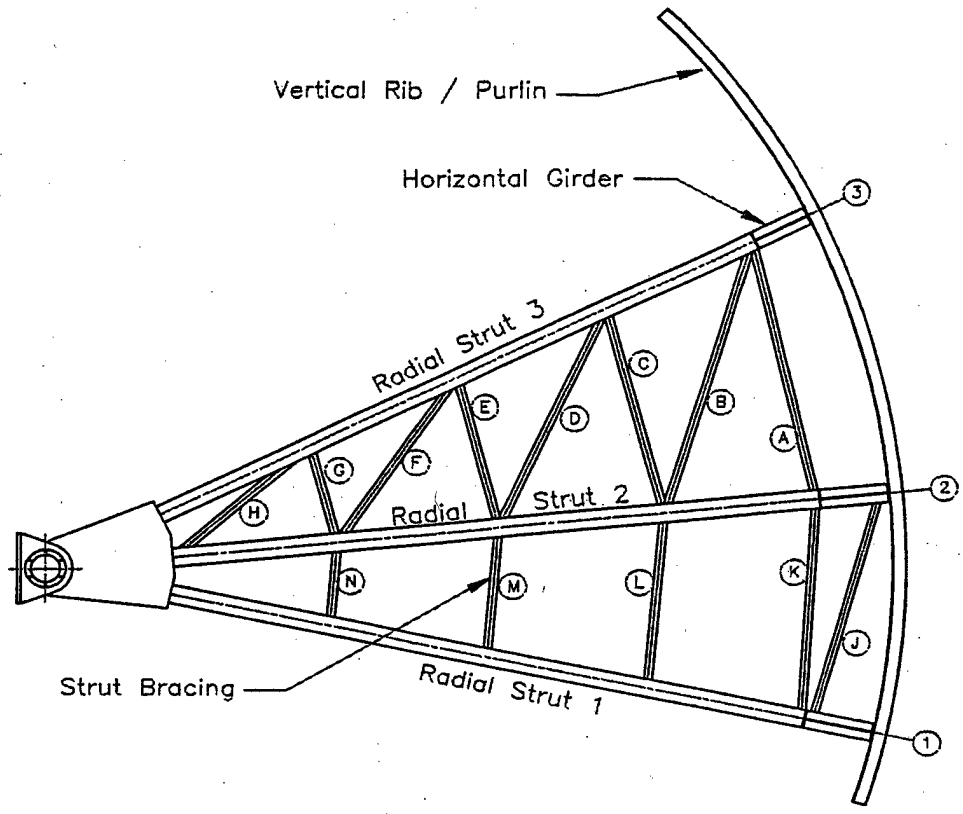 Vertical Rib / Purlin
Horizontal Girder
3
Radial Strut 3
C
E
B
D
A
G
F
H
Radial Strut 2
2
N
M
L
K
J
Strut Bracing
Radial Strut 1
1